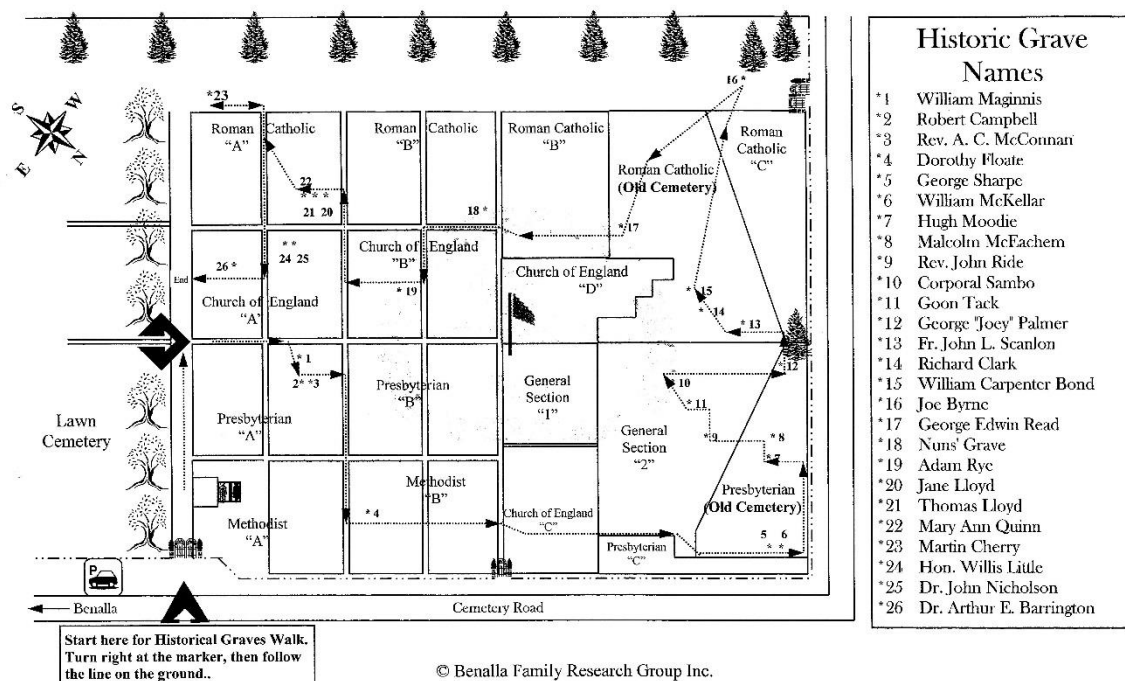 16 *
*23
S
W
E
N
Roman Catholic
"A"
Roman Catholic
"B"
Roman Catholic
"B"
Roman
Catholic
"C"
Roman Catholic
(Old Cemetery)
22
* * *
21 20
18 *
*17
* *
24 25
26 *
End
Church of England
"B"
* 19
Church of England
"A"
Church of England
"D"
* 15
* 14
* 13
* 1
2* *3
* 12
* 10
* 11
* 9
* 8
* 7
Presbyterian
"A"
Presbyterian
"B"
General
Section
"1"
General
Section
"2"
Lawn
Cemetery
Methodist
"A"
Methodist
"B"
* 4
Church of England
"C"
Presbyterian
"C"
Presbyterian
(Old Cemetery)
5 6
* *
P
Benalla
Cemetery Road
Start here for Historical Graves Walk.
Turn right at the marker, then follow
the line on the ground..
© Benalla Family Research Group Inc.
Historic Grave
Names
*1 William Maginnis
*2 Robert Campbell
*3 Rev. A. C. McConnan
*4 Dorothy Floate
*5 George Sharpe
*6 William McKellar
*7 Hugh Moodie
*8 Malcolm McEachern
*9 Rev. John Ride
*10 Corporal Sambo
*11 Goon Tack
*12 George "Joey" Palmer
*13 Fr. John L. Scanlon
*14 Richard Clark
*15 William Carpenter Bond
*16 Joe Byrne
*17 George Edwin Read
*18 Nuns' Grave
*19 Adam Rye
*20 Jane Lloyd
*21 Thomas Lloyd
*22 Mary Ann Quinn
*23 Martin Cherry
*24 Hon. Willis Little
*25 Dr. John Nicholson
*26 Dr. Arthur E. Barrington